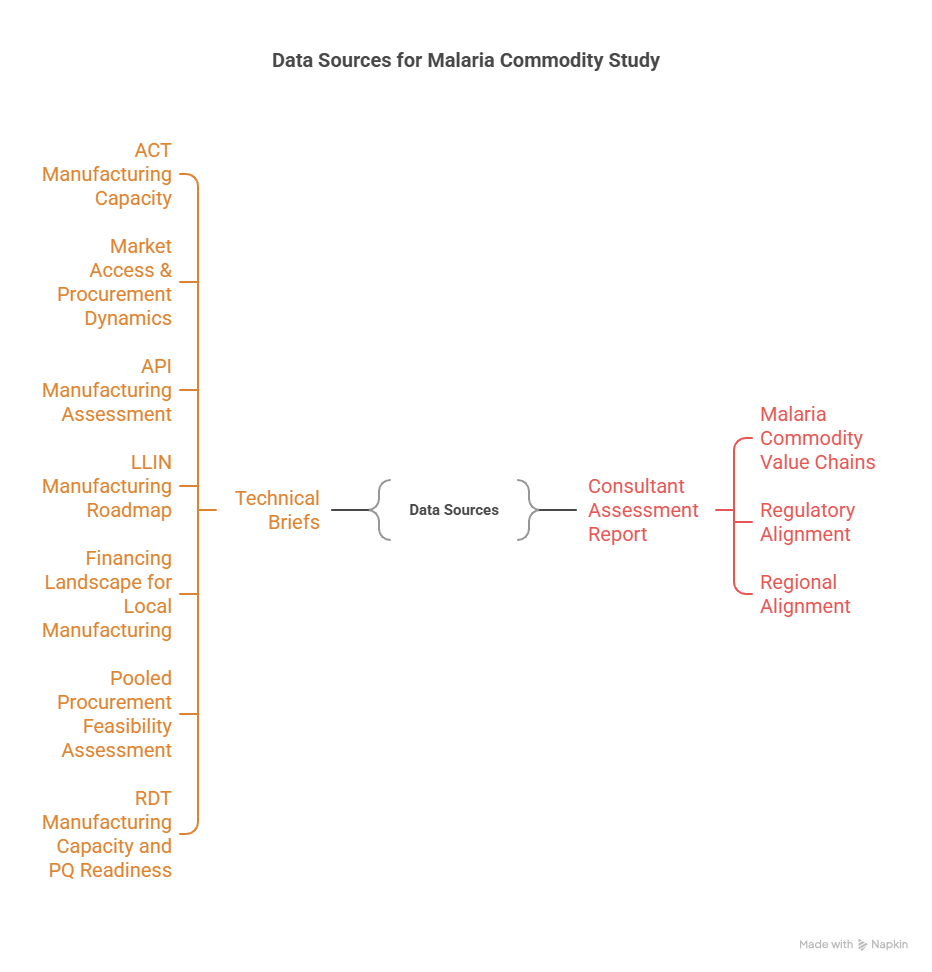 Data Sources for Malaria Commodity Study
ACT
Manufacturing
Capacity
Market
Access &
Procurement
Dynamics
API
Manufacturing
Assessment
LLIN
Manufacturing
Roadmap
Financing
Landscape for
Local
Manufacturing
Pooled
Procurement
Feasibility
Assessment
RDT
Manufacturing
Capacity and
PQ Readiness
Technical
Briefs
Data Sources
Consultant
Assessment
Report
Malaria
Commodity
Value Chains
Regulatory
Alignment
Regional
Alignment
Made with Napkin